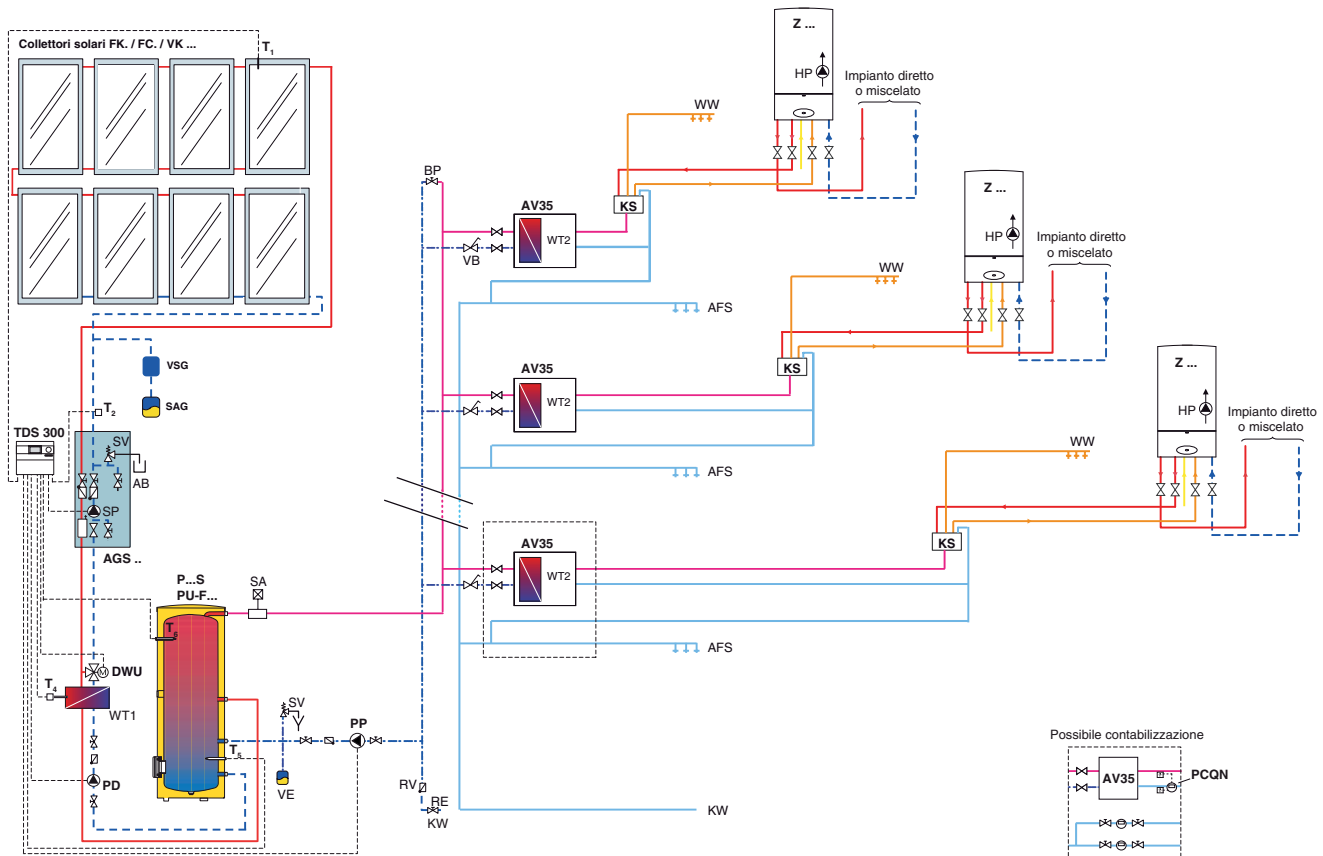 Collettori solari FK. / FC. / VK ...
T1
Z ...
HP
Impianto diretto
o miscelato
WW
BP
KS
AV35
WT2
VB
AFS
Z ...
HP
Impianto diretto
o miscelato
WW
KS
AV35
WT2
AFS
Z ...
HP
Impianto diretto
o miscelato
WW
KS
AV35
WT2
AFS
VSG
SAG
T2
TDS 300
SV
AB
SP
AGS ..
P...S
PU-F...
SA
T6
DWU
M
T4
WT1
SV
PP
T5
PD
VE
RV
RE
KW
KW
Possibile contabilizzazione
AV35
PCQN